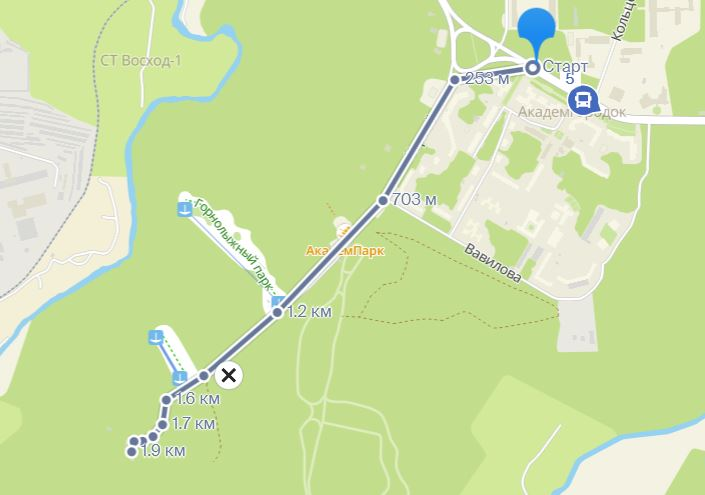 Кольце
СТ Восход-1
Старт
253 м
5
Академгородок
703 м
Горнолыжный парк
АкадемПарк
Вавилова
1.2 км
1.6 км
1.7 км
1.9 км